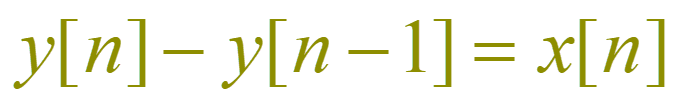 y[n] − y[n − 1] = x[n]